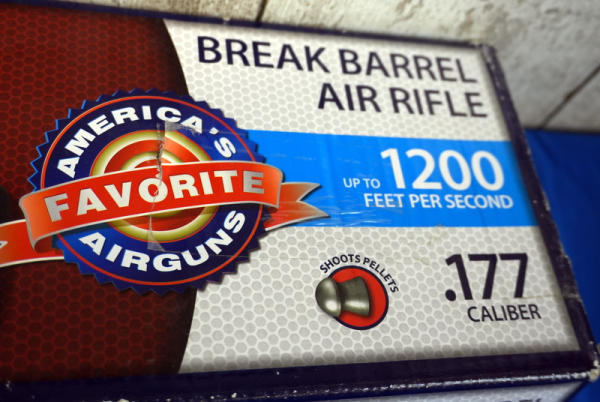 BREAK BARREL
AIR RIFLE
AMERICA'S
FAVORITE
AIRGUNS
UP TO 1200
FEET PER SECOND
SHOOTS PELLETS
.177
CALIBER